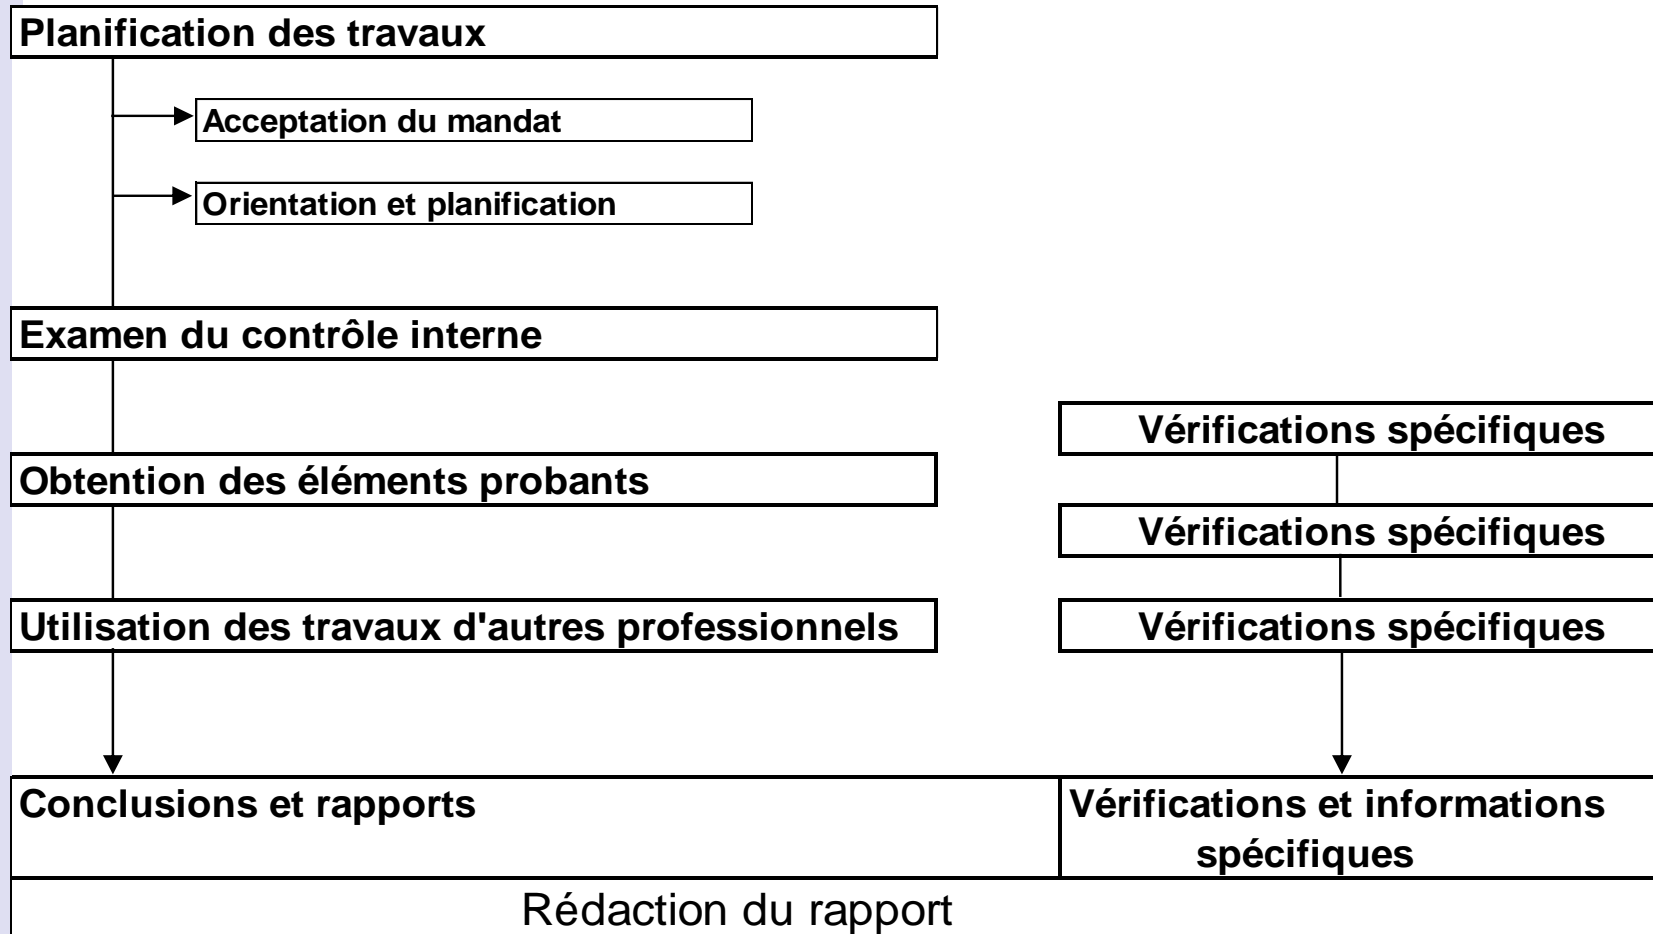 Planification des travaux
Acceptation du mandat
Orientation et planification
Examen du contrôle interne
Vérifications spécifiques
Obtention des éléments probants
Vérifications spécifiques
Utilisation des travaux d'autres professionnels
Vérifications spécifiques
Conclusions et rapports
Vérifications et informations
spécifiques
Rédaction du rapport